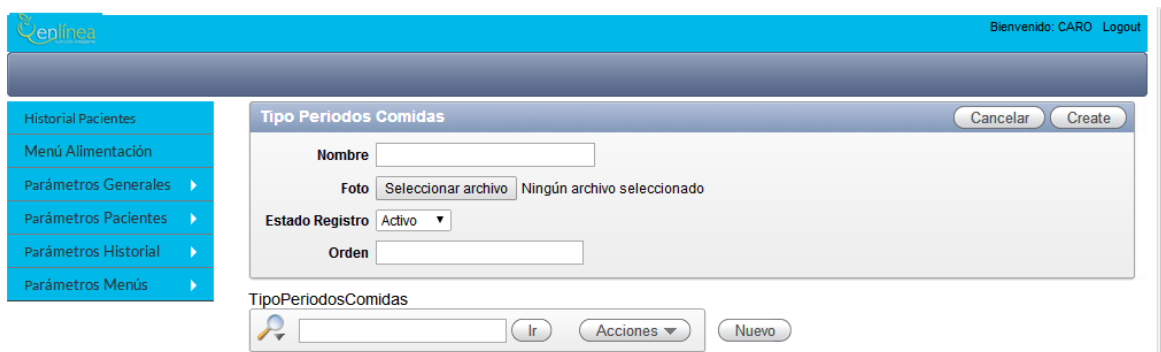 enlínea
Bienvenido: CARO Logout
Historial Pacientes
Menú Alimentación
Parámetros Generales
Parámetros Pacientes
Parámetros Historial
Parámetros Menús
Tipo Periodos Comidas
Cancelar Create
Nombre
Foto Seleccionar archivo Ningún archivo seleccionado
Estado Registro Activo
Orden
TipoPeriodosComidas
Ir Acciones Nuevo